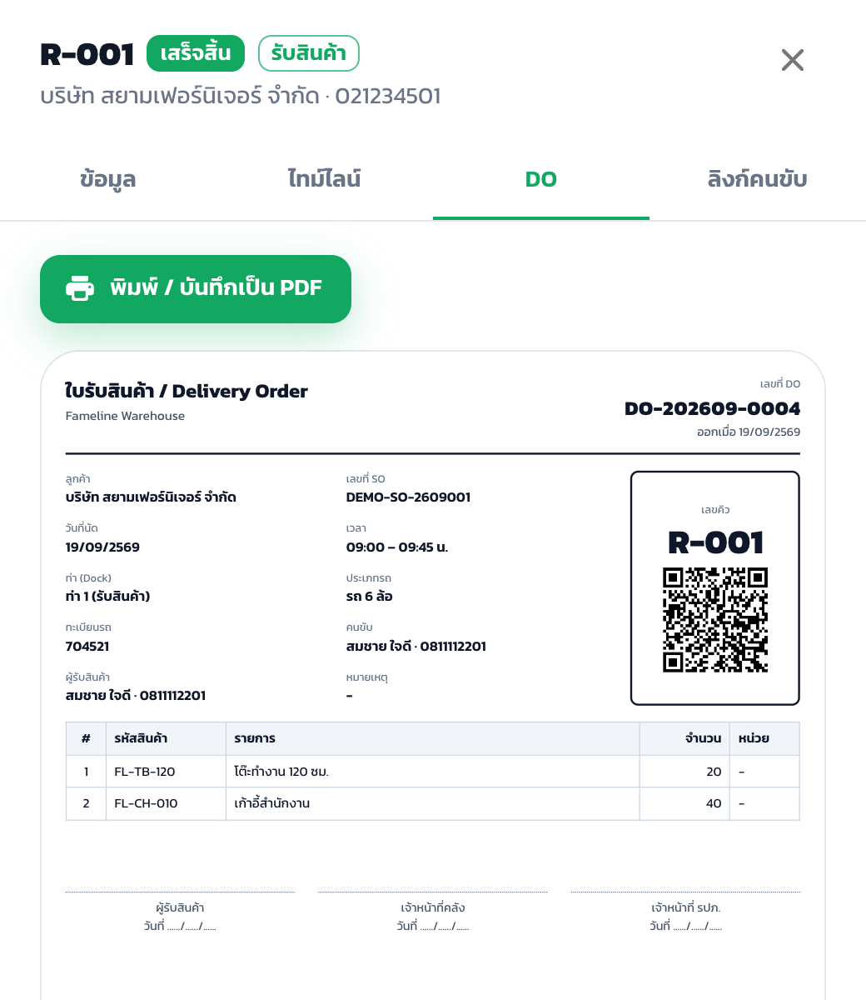 R-001 เสร็จสิ้น รับสินค้า
บริษัท สยามเฟอร์นิเจอร์ จำกัด · 021234501
ข้อมูล ไทม์ไลน์ DO ลิงก์คนขับ
พิมพ์ / บันทึกเป็น PDF
ใบรับสินค้า / Delivery Order
Fameline Warehouse
เลขที่ DO
DO-202609-0004
ออกเมื่อ 19/09/2569
ลูกค้า เลขที่ SO
บริษัท สยามเฟอร์นิเจอร์ จำกัด DEMO-SO-2609001
วันที่นัด เวลา
19/09/2569 09:00 – 09:45 น.
ท่า (Dock) ประเภทรถ
ท่า 1 (รับสินค้า) รถ 6 ล้อ
ทะเบียนรถ คนขับ
704521 สมชาย ใจดี · 0811112201
ผู้รับสินค้า หมายเหตุ
สมชาย ใจดี · 0811112201 -
เลขคิว
R-001
# รหัสสินค้า รายการ จำนวน หน่วย
1 FL-TB-120 โต๊ะทำงาน 120 ซม. 20 -
2 FL-CH-010 เก้าอี้สำนักงาน 40 -
ผู้รับสินค้า เจ้าหน้าที่คลัง เจ้าหน้าที่ รปภ.
วันที่ ....../....../...... วันที่ ....../....../...... วันที่ ....../....../......